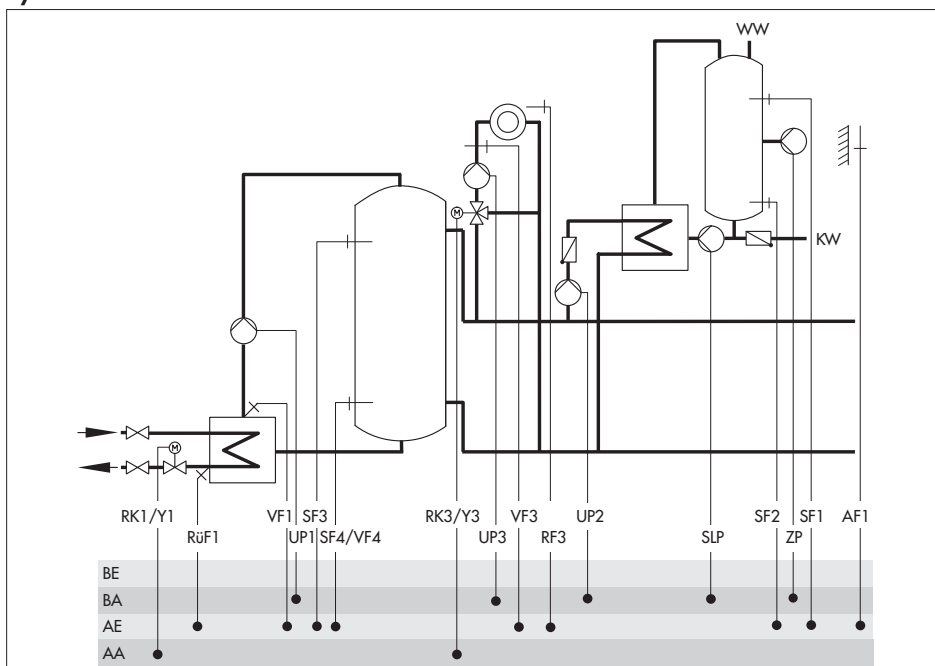 WW
KW
M
M
RK1/Y1
VF1
SF3
RK3/Y3
VF3
UP2
SF2
SF1
AF1
RüF1
UP1
SF4/VF4
UP3
RF3
SLP
ZP
BE
BA
AE
AA